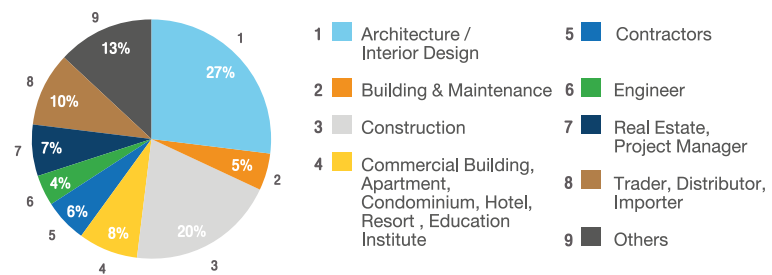 9
1
13%
27%
8
10%
7
7%
5%
2
4%
6
6%
5
8%
4
20%
3
1 Architecture /
Interior Design
2 Building & Maintenance
3 Construction
4 Commercial Building,
Apartment,
Condominium, Hotel,
Resort , Education
Institute
5 Contractors
6 Engineer
7 Real Estate,
Project Manager
8 Trader, Distributor,
Importer
9 Others